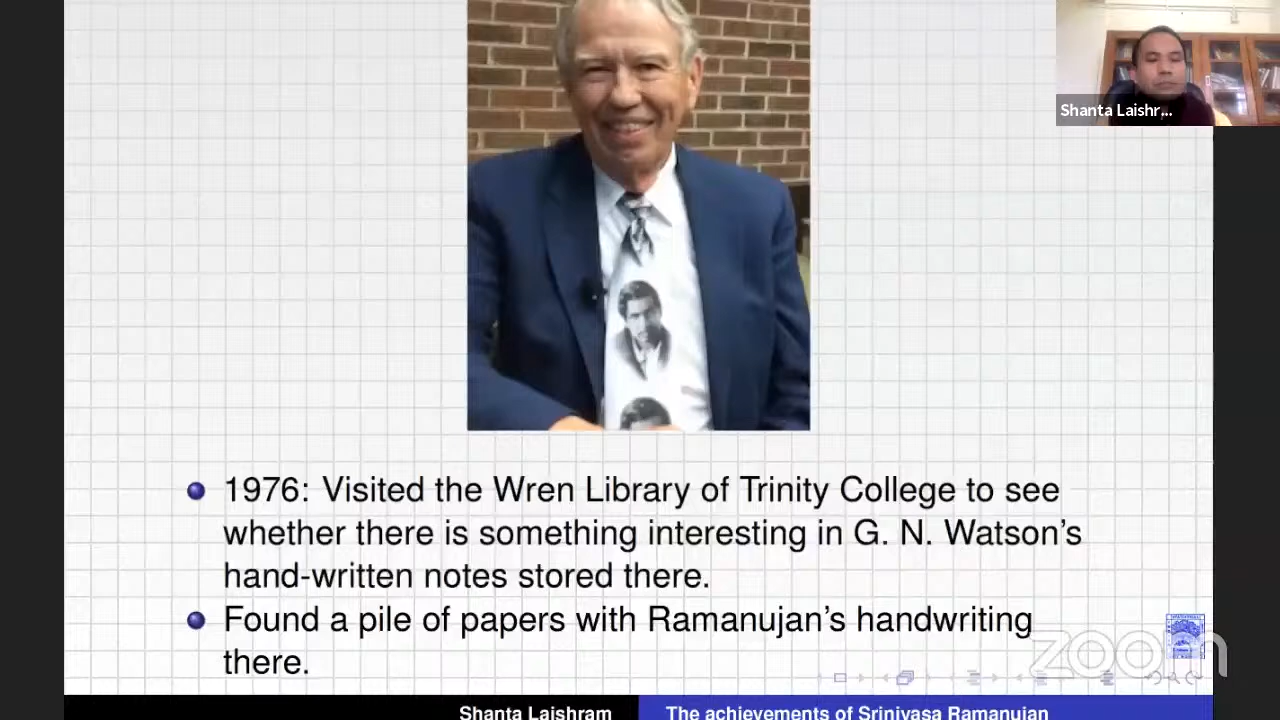 Shanta Laishr...
1976: Visited the Wren Library of Trinity College to see
whether there is something interesting in G. N. Watson's
hand-written notes stored there.
Found a pile of papers with Ramanujan's handwriting
there.
zoom
Shanta Laishram
The achievements of Srinivasa Ramanujan